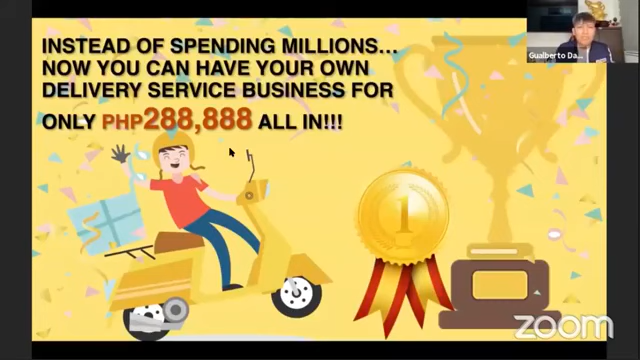 INSTEAD OF SPENDING MILLIONS...
NOW YOU CAN HAVE YOUR OWN
DELIVERY SERVICE BUSINESS FOR
ONLY PHP288,888 ALL IN!!!
Gualberto Da...
1
zoom